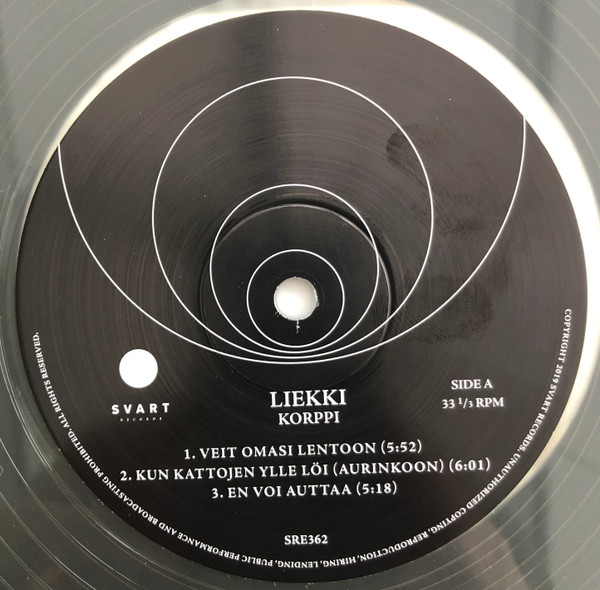 SVART
RECORDS
LIEKKI
KORPPI
SIDE A
33 1/3 RPM
1. VEIT OMASI LENTOON (5:52)
2. KUN KATTOJEN YLLE LÖI (AURINKOON) (6:01)
3. EN VOI AUTTAA (5:18)
SRE362
COPYRIGHT 2019 SVART RECORDS. UNAUTHORIZED COPYING, REPRODUCTION, HIRING, LENDING, PUBLIC PERFORMANCE AND BROADCASTING PROHIBITED. ALL RIGHTS RESERVED.